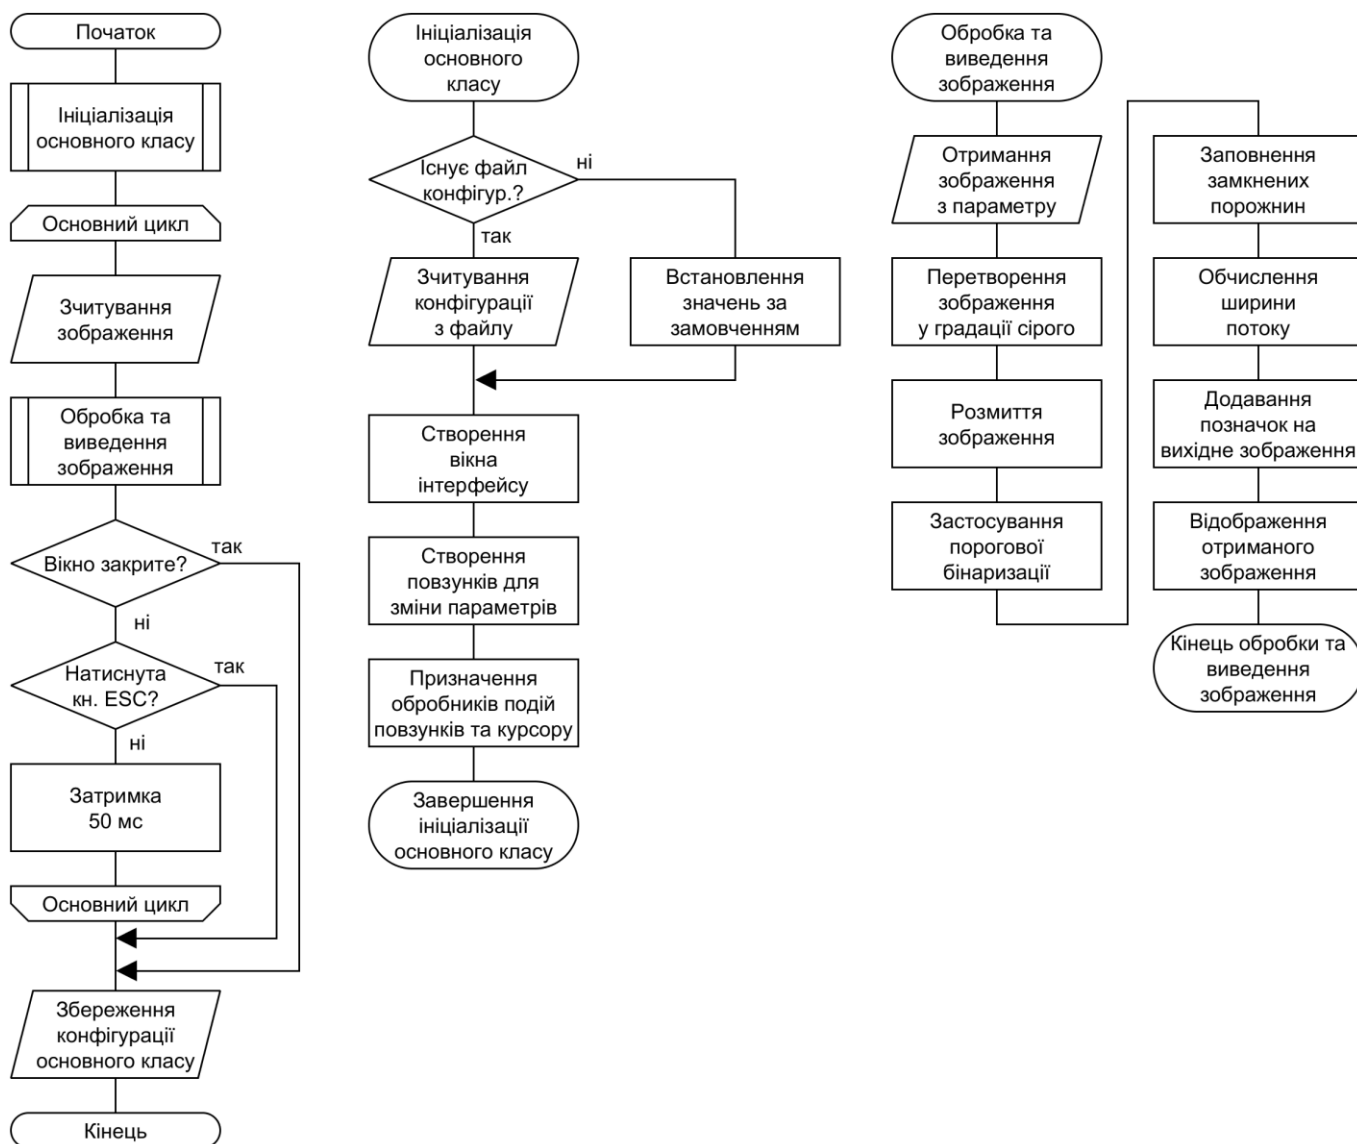 Початок
Ініціалізація
основного класу
Основний цикл
Зчитування
зображення
Обробка та
виведення
зображення
Вікно закрите?
так
ні
Натиснута
кн. ESC?
так
ні
Затримка
50 мс
Основний цикл
Збереження
конфігурації
основного класу
Кінець
Ініціалізація
основного
класу
Існує файл
конфігур.?
ні
так
Зчитування
конфігурації
з файлу
Встановлення
значень за
замовченням
Створення
вікна
інтерфейсу
Створення
повзунків для
зміни параметрів
Призначення
обробників подій
повзунків та курсору
Завершення
ініціалізації
основного класу
Обробка та
виведення
зображення
Отримання
зображення
з параметру
Перетворення
зображення
у градації сірого
Розмиття
зображення
Застосування
порогової
бінаризації
Заповнення
замкнених
порожнин
Обчислення
ширини
потоку
Додавання
позначок на
вихідне зображення
Відображення
отриманого
зображення
Кінець обробки та
виведення
зображення